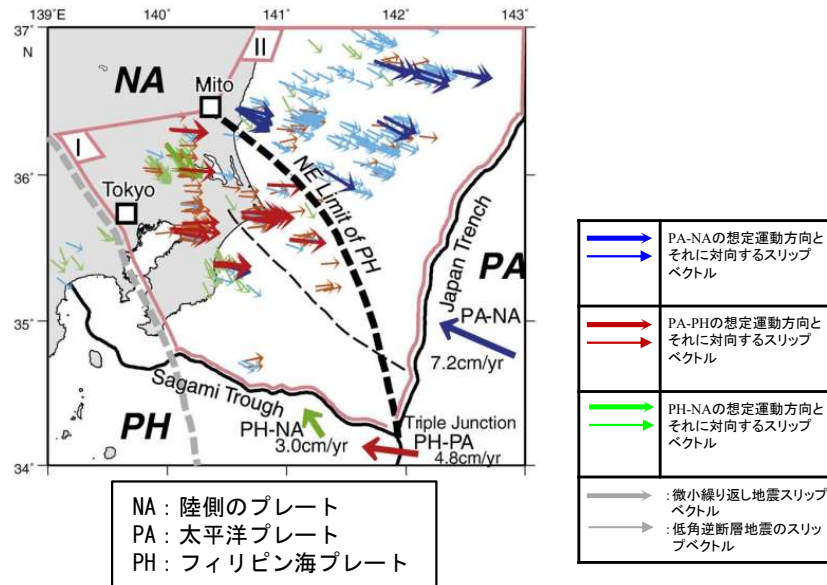 139°E
140°
141°
142°
143°
37°
N
36°
35°
34°
NA
II
Mito
I
Tokyo
NE Limit of PH
Japan Trench
PA
PA-NA
7.2cm/yr
Sagami Trough
PH
PH-NA
3.0cm/yr
Triple Junction
PH-PA
4.8cm/yr
NA：陸側のプレート
PA：太平洋プレート
PH：フィリピン海プレート
PA-NAの想定運動方向と
それに対向するスリップ
ベクトル
PA-PHの想定運動方向と
それに対向するスリップ
ベクトル
PH-NAの想定運動方向と
それに対向するスリップ
ベクトル
：微小繰り返し地震スリップ
ベクトル
：低角逆断層地震のスリッ
プベクトル